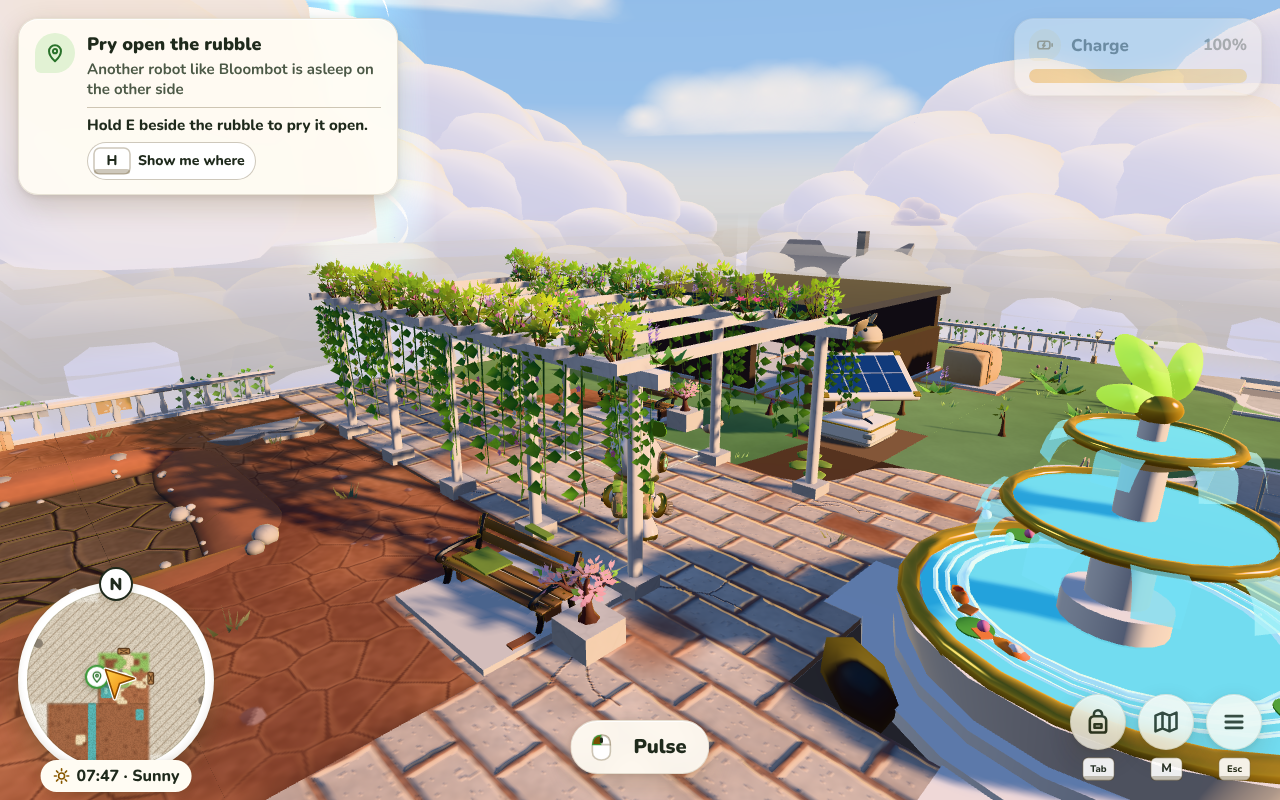 Pry open the rubble
Another robot like Bloombot is asleep on
the other side
Hold E beside the rubble to pry it open.
H Show me where
Charge 100%
N
07:47 · Sunny
Pulse
Tab M Esc